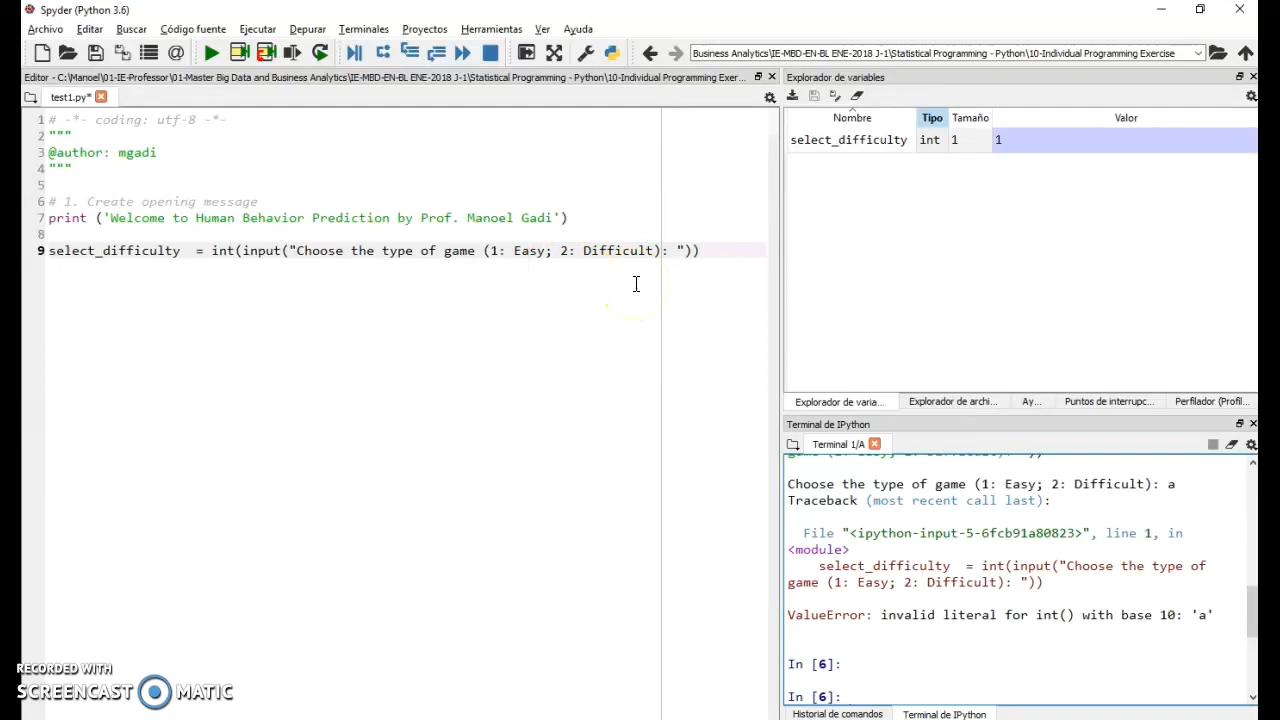 Spyder (Python 3.6)
Archivo Editar Buscar Código fuente Ejecutar Depurar Terminales Proyectos Herramientas Ver Ayuda
Business Analytics\IE-MBD-EN-BL ENE-2018 J-1\Statistical Programming - Python\10-Individual Programming Exercise
Editor - C:\Manoel\01-IE-Professor\01-Master Big Data and Business Analytics\IE-MBD-EN-BL ENE-2018 J-1\Statistical Programming - Python\10-Individual Programming Exer...
test1.py*
1 # -*- coding: utf-8 -*-
2 """
3 @author: mgadi
4 """
5
6 # 1. Create opening message
7 print ('Welcome to Human Behavior Prediction by Prof. Manoel Gadi')
8
9 select_difficulty  = int(input("Choose the type of game (1: Easy; 2: Difficult): "))
Explorador de variables
Nombre Tipo Tamaño Valor
select_difficulty int 1 1
Explorador de varia... Explorador de archi... Ay... Puntos de interrupc... Perfilador (Profil...
Terminal de IPython
Terminal 1/A
Choose the type of game (1: Easy; 2: Difficult): a
Traceback (most recent call last):
File "<ipython-input-5-6fcb91a80823>", line 1, in
<module>
select_difficulty  = int(input("Choose the type of
game (1: Easy; 2: Difficult): "))
ValueError: invalid literal for int() with base 10: 'a'
In [6]:
In [6]:
Historial de comandos Terminal de IPython
RECORDED WITH
SCREENCAST MATIC